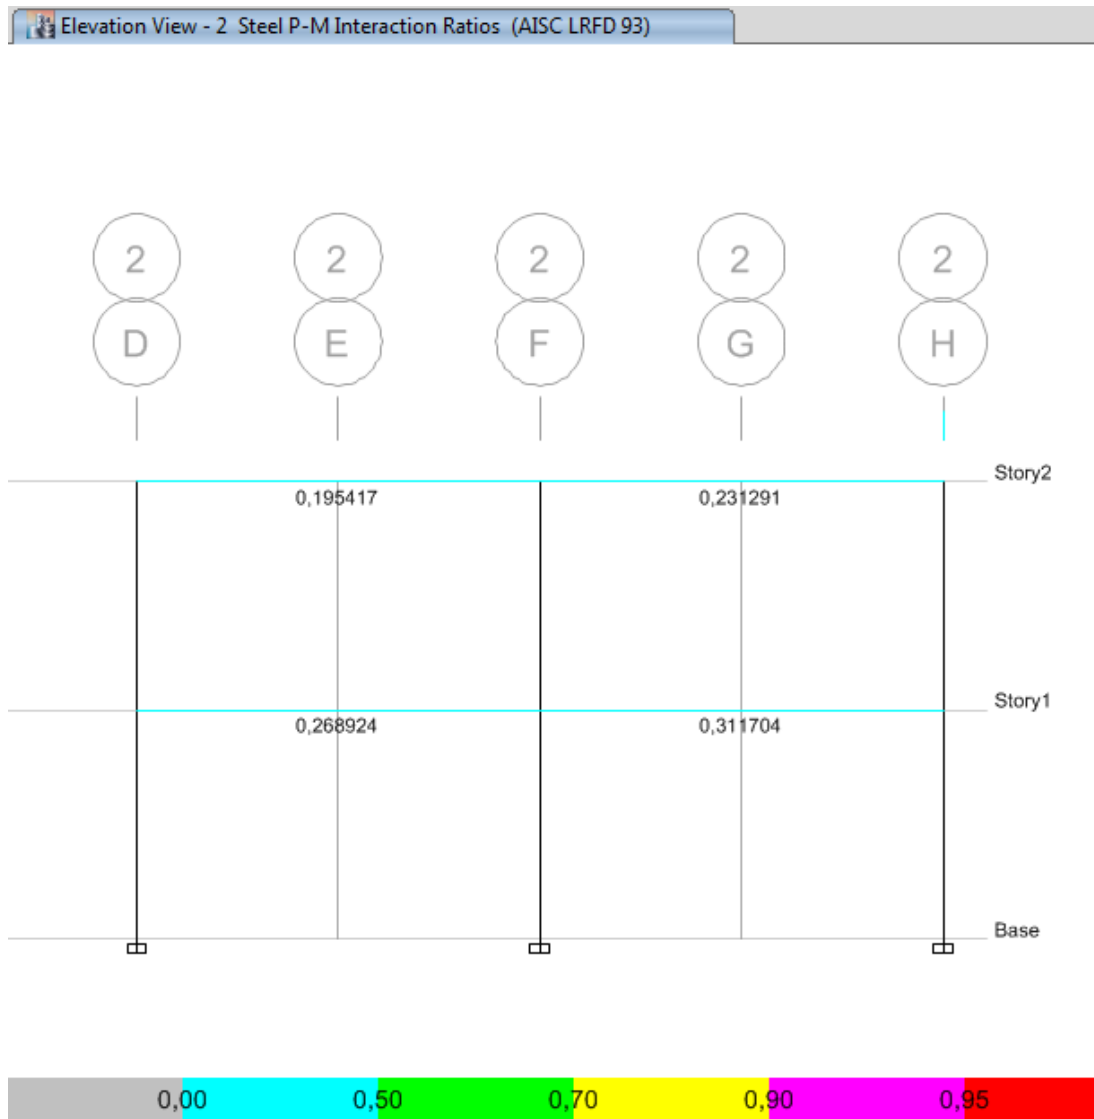 Elevation View - 2 Steel P-M Interaction Ratios (AISC LRFD 93)
2 2 2 2 2
D E F G H
Story2
0,195417 0,231291
Story1
0,268924 0,311704
Base
0,00 0,50 0,70 0,90 0,95